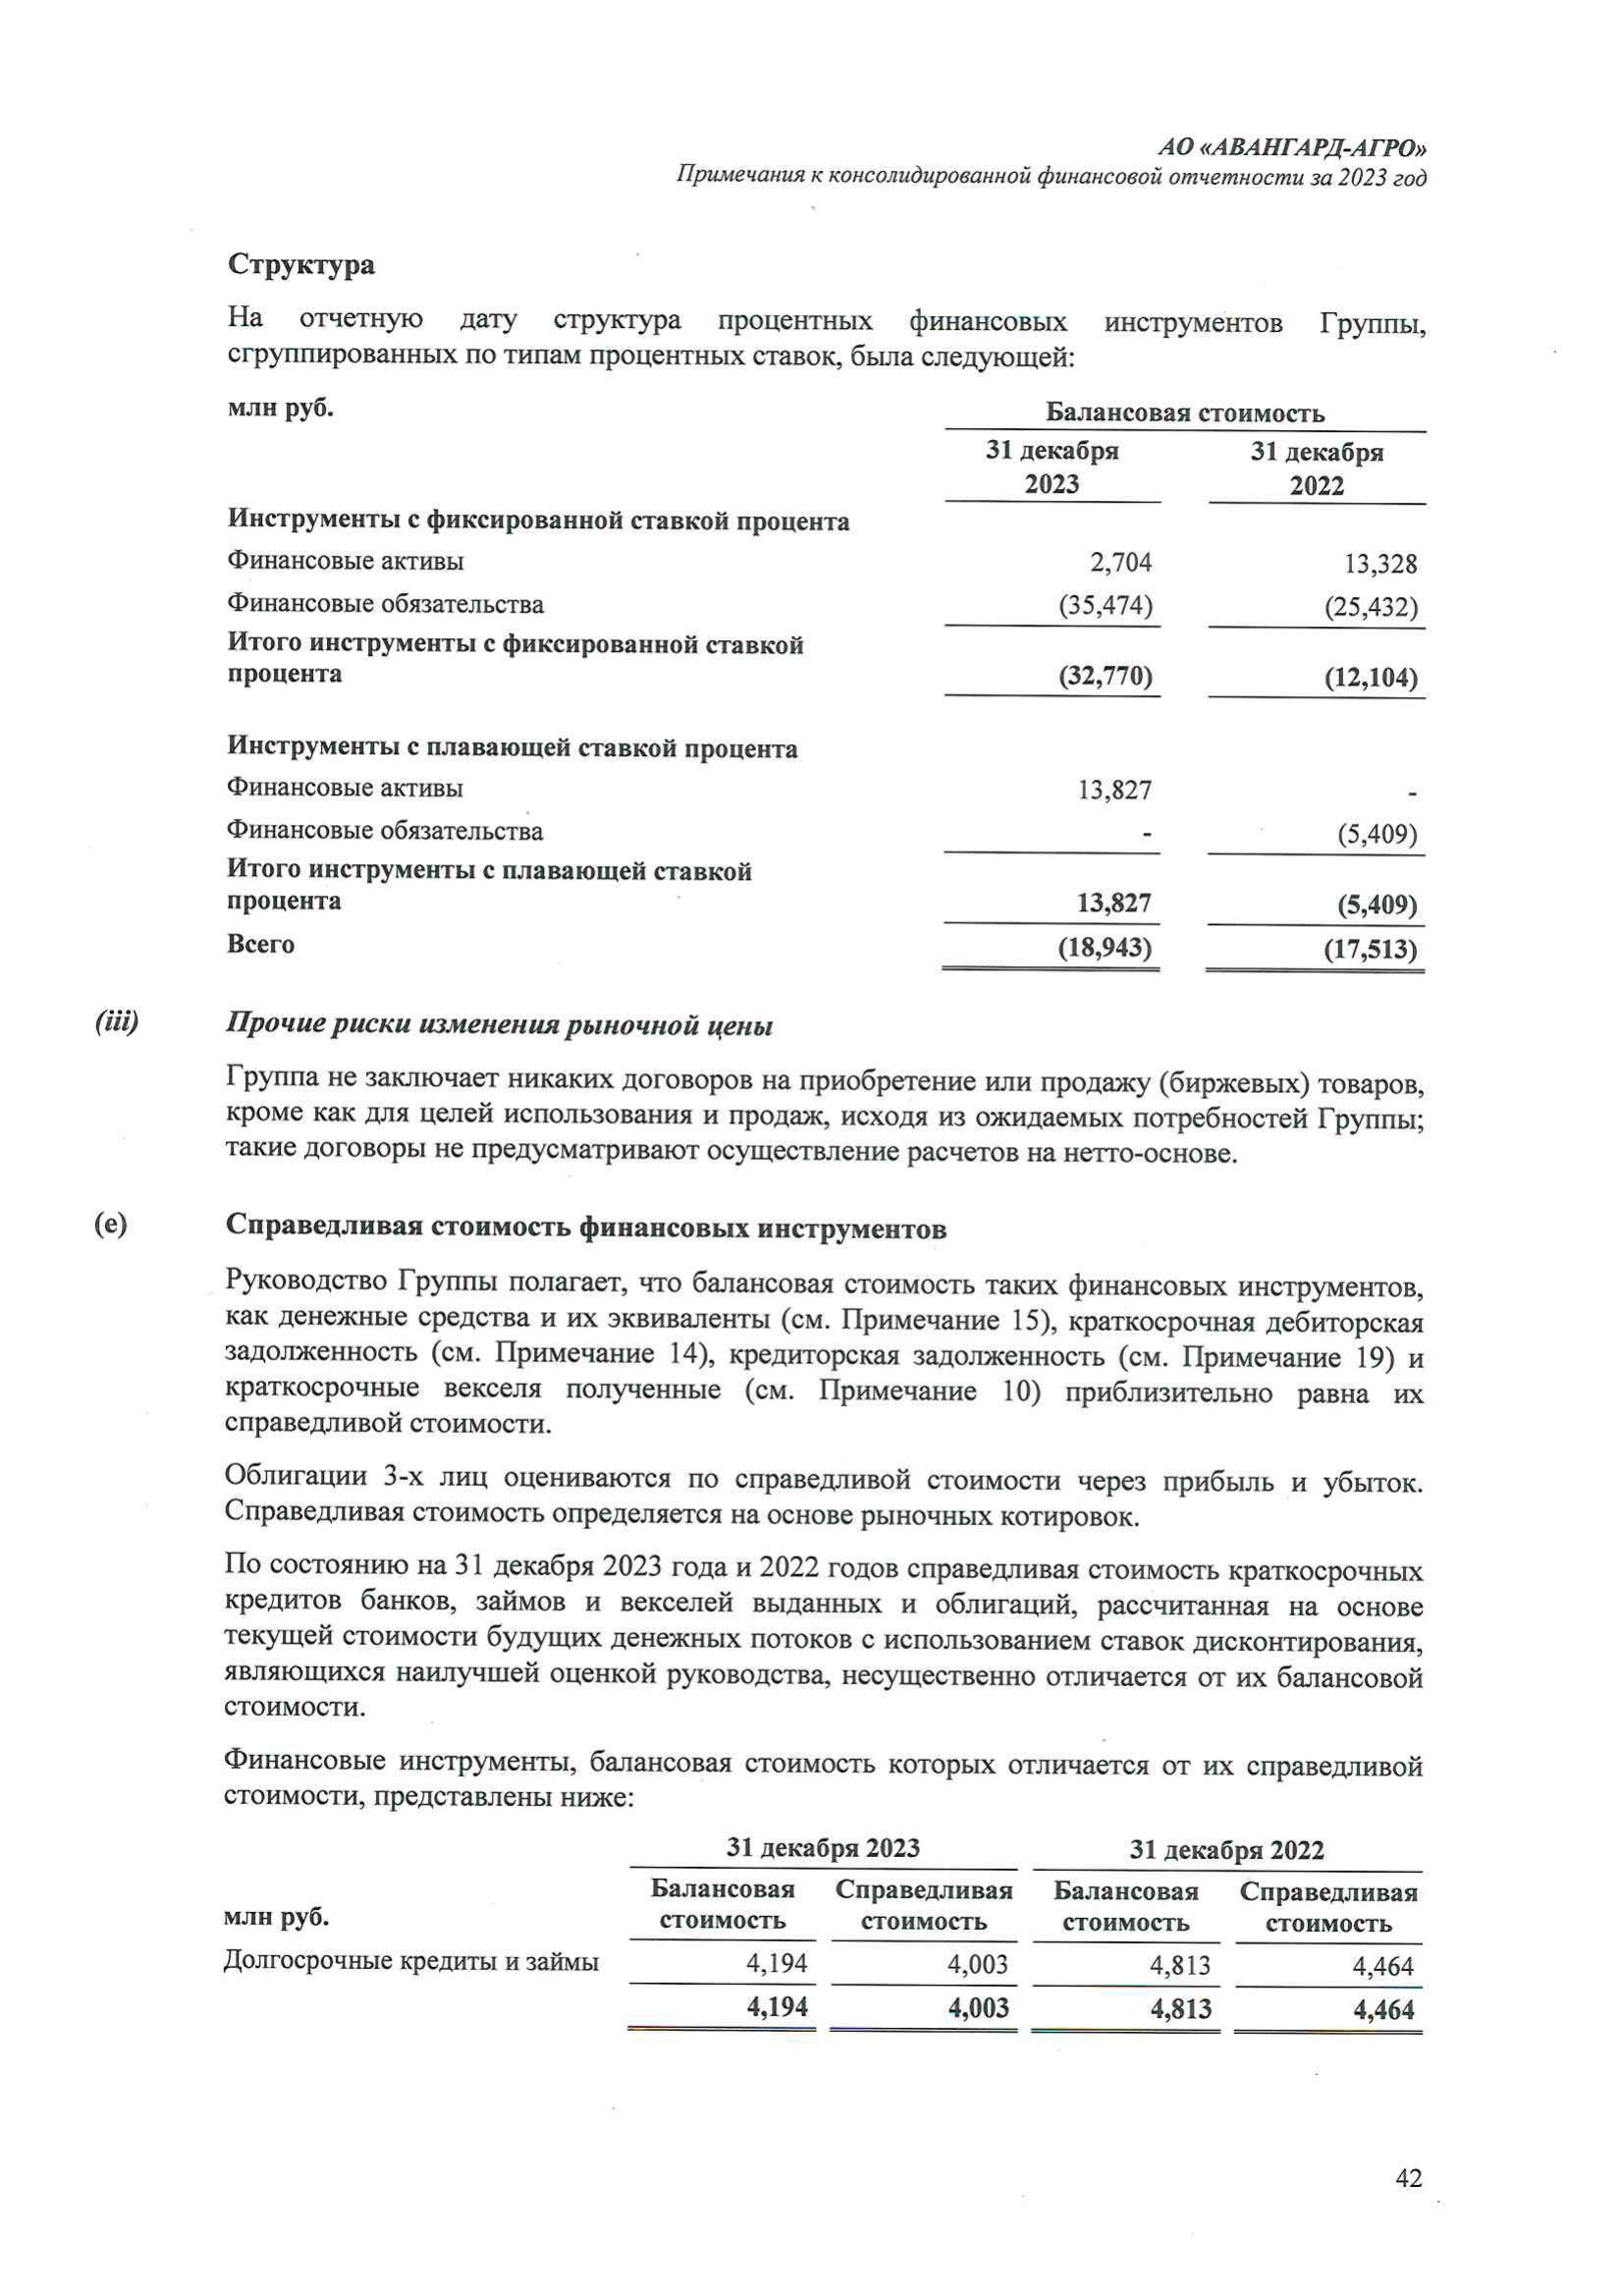 АО «АВАНГАРД-АГРО»
Примечания к консолидированной финансовой отчетности за 2023 год
Структура
На отчетную дату структура процентных финансовых инструментов Группы,
сгруппированных по типам процентных ставок, была следующей:
млн руб. Балансовая стоимость
31 декабря 31 декабря
2023 2022
Инструменты с фиксированной ставкой процента
Финансовые активы 2,704 13,328
Финансовые обязательства (35,474) (25,432)
Итого инструменты с фиксированной ставкой
процента (32,770) (12,104)
Инструменты с плавающей ставкой процента
Финансовые активы 13,827 -
Финансовые обязательства - (5,409)
Итого инструменты с плавающей ставкой
процента 13,827 (5,409)
Всего (18,943) (17,513)
(iii) Прочие риски изменения рыночной цены
Группа не заключает никаких договоров на приобретение или продажу (биржевых) товаров,
кроме как для целей использования и продаж, исходя из ожидаемых потребностей Группы;
такие договоры не предусматривают осуществление расчетов на нетто-основе.
(e) Справедливая стоимость финансовых инструментов
Руководство Группы полагает, что балансовая стоимость таких финансовых инструментов,
как денежные средства и их эквиваленты (см. Примечание 15), краткосрочная дебиторская
задолженность (см. Примечание 14), кредиторская задолженность (см. Примечание 19) и
краткосрочные векселя полученные (см. Примечание 10) приблизительно равна их
справедливой стоимости.
Облигации 3-х лиц оцениваются по справедливой стоимости через прибыль и убыток.
Справедливая стоимость определяется на основе рыночных котировок.
По состоянию на 31 декабря 2023 года и 2022 годов справедливая стоимость краткосрочных
кредитов банков, займов и векселей выданных и облигаций, рассчитанная на основе
текущей стоимости будущих денежных потоков с использованием ставок дисконтирования,
являющихся наилучшей оценкой руководства, несущественно отличается от их балансовой
стоимости.
Финансовые инструменты, балансовая стоимость которых отличается от их справедливой
стоимости, представлены ниже:
31 декабря 2023 31 декабря 2022
Балансовая Справедливая Балансовая Справедливая
млн руб. стоимость стоимость стоимость стоимость
Долгосрочные кредиты и займы 4,194 4,003 4,813 4,464
4,194 4,003 4,813 4,464
42